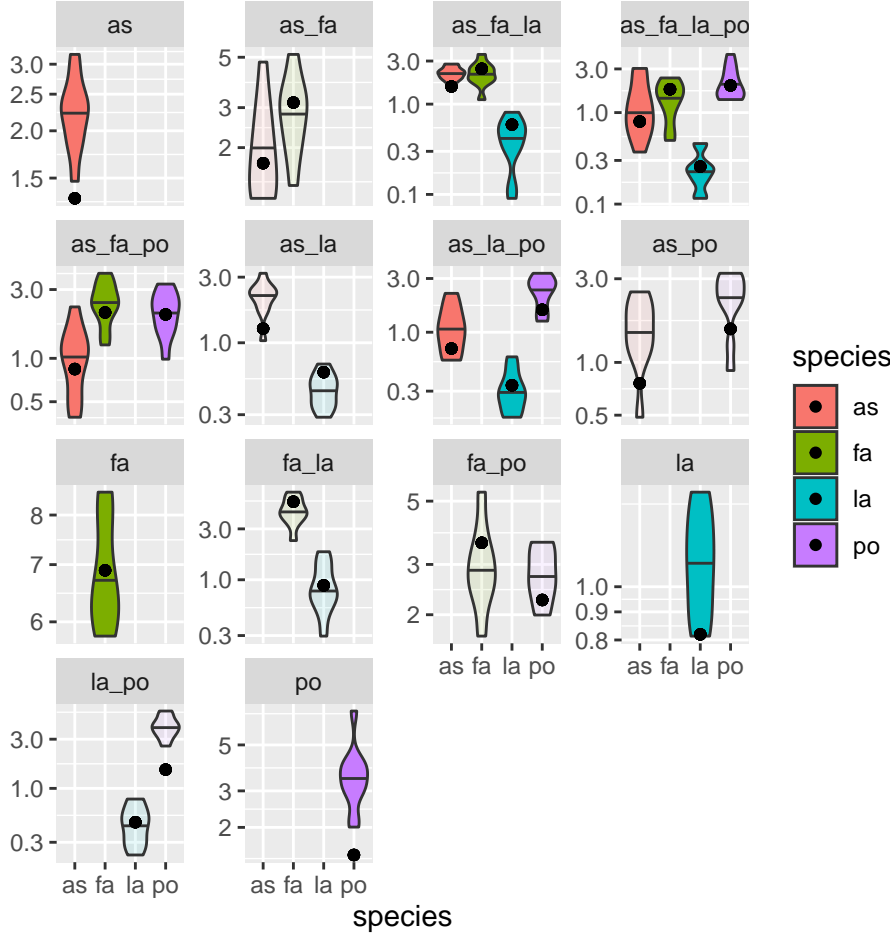 as as_fa as_fa_la as_fa_la_po
3.0 2.5 2.0 1.5
5 3 2
3.0 1.0 0.3 0.1
3.0 1.0 0.3 0.1
as_fa_po as_la as_la_po as_po
3.0 1.0 0.5
3.0 1.0 0.3
3.0 1.0 0.3
3.0 1.0 0.5
fa fa_la fa_po la
8 7 6
3.0 1.0 0.3
5 3 2
1.0 0.9 0.8
as fa la po
as fa la po
la_po po
3.0 1.0 0.3
5 3 2
as fa la po
as fa la po
species
species
as
fa
la
po